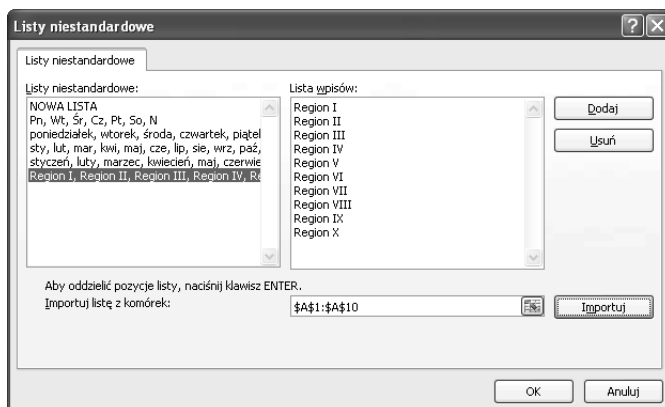 Listy niestandardowe
Listy niestandardowe
Listy niestandardowe:
NOWA LISTA
Pn, Wt, Śr, Cz, Pt, So, N
poniedziałek, wtorek, środa, czwartek, piątel
sty, lut, mar, kwi, maj, cze, lip, sie, wrz, paź,
styczeń, luty, marzec, kwiecień, maj, czerwie
Region I, Region II, Region III, Region IV, Re
Lista wpisów:
Region I
Region II
Region III
Region IV
Region V
Region VI
Region VII
Region VIII
Region IX
Region X
Dodaj
Usuń
Aby oddzielić pozycje listy, naciśnij klawisz ENTER.
Importuj listę z komórek:
$A$1:$A$10
Importuj
OK
Anuluj